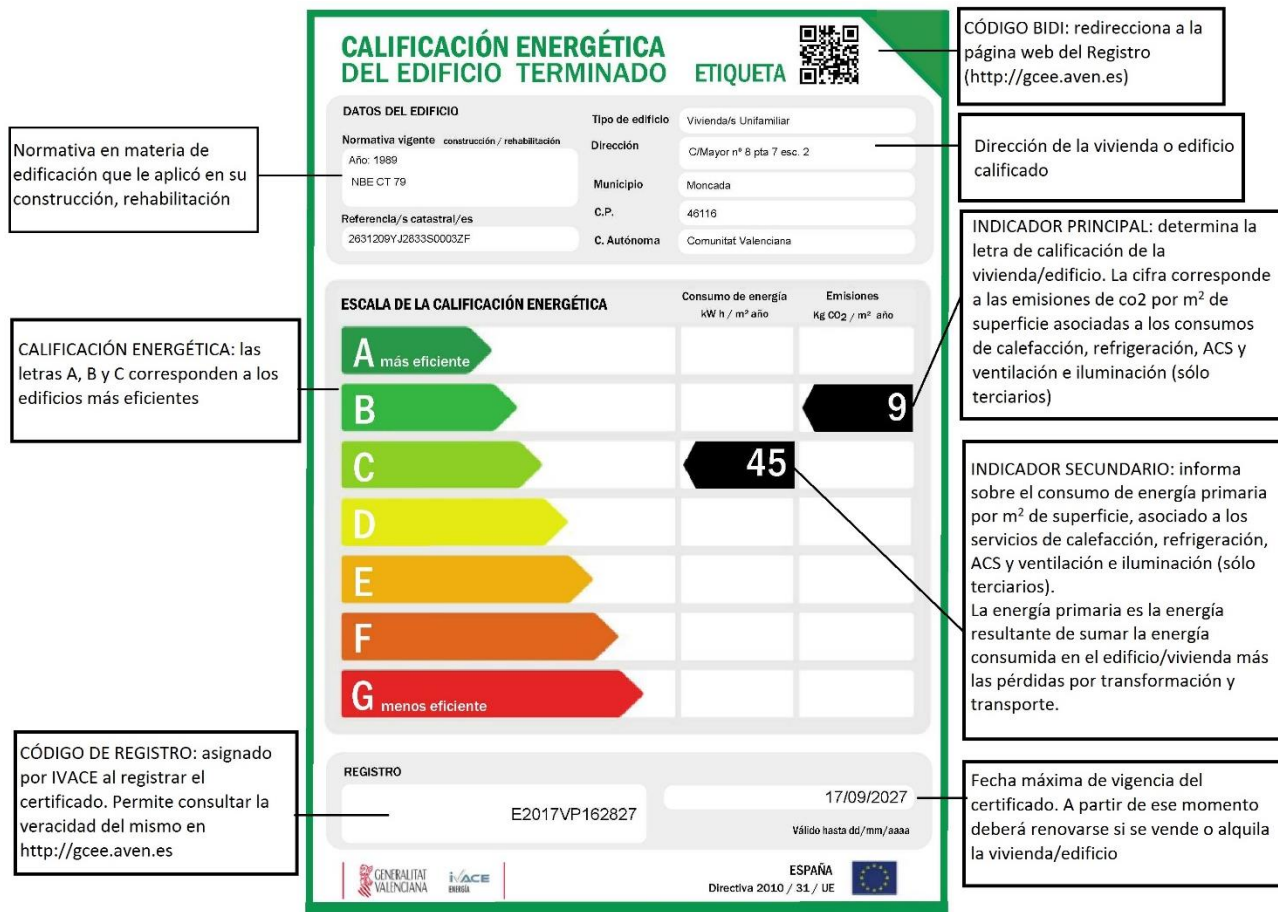 CALIFICACIÓN ENERGÉTICA
DEL EDIFICIO TERMINADO
ETIQUETA
DATOS DEL EDIFICIO
Normativa vigente construcción / rehabilitación
Año: 1989
NBE CT 79
Referencia/s catastral/es
2631209YJ2833S0003ZF
Tipo de edificio
Vivienda/s Unifamiliar
Dirección
C/Mayor nº 8 pta 7 esc. 2
Municipio
Moncada
C.P.
46116
C. Autónoma
Comunitat Valenciana
ESCALA DE LA CALIFICACIÓN ENERGÉTICA
Consumo de energía
kW h / m² año
Emisiones
Kg CO2 / m² año
A más eficiente
B
9
C
45
D
E
F
G menos eficiente
REGISTRO
E2017VP162827
17/09/2027
Válido hasta dd/mm/aaaa
GENERALITAT
VALENCIANA
iVACE
ENERGÍA
ESPAÑA
Directiva 2010 / 31 / UE
Normativa en materia de
edificación que le aplicó en su
construcción, rehabilitación
CALIFICACIÓN ENERGÉTICA: las
letras A, B y C corresponden a los
edificios más eficientes
CÓDIGO DE REGISTRO: asignado
por IVACE al registrar el
certificado. Permite consultar la
veracidad del mismo en
http://gcee.aven.es
CÓDIGO BIDI: redirecciona a la
página web del Registro
(http://gcee.aven.es)
Dirección de la vivienda o edificio
calificado
INDICADOR PRINCIPAL: determina la
letra de calificación de la
vivienda/edificio. La cifra corresponde
a las emisiones de co2 por m² de
superficie asociadas a los consumos
de calefacción, refrigeración, ACS y
ventilación e iluminación (sólo
terciarios)
INDICADOR SECUNDARIO: informa
sobre el consumo de energía primaria
por m² de superficie, asociado a los
servicios de calefacción, refrigeración,
ACS y ventilación e iluminación (sólo
terciarios).
La energía primaria es la energía
resultante de sumar la energía
consumida en el edificio/vivienda más
las pérdidas por transformación y
transporte.
Fecha máxima de vigencia del
certificado. A partir de ese momento
deberá renovarse si se vende o alquila
la vivienda/edificio